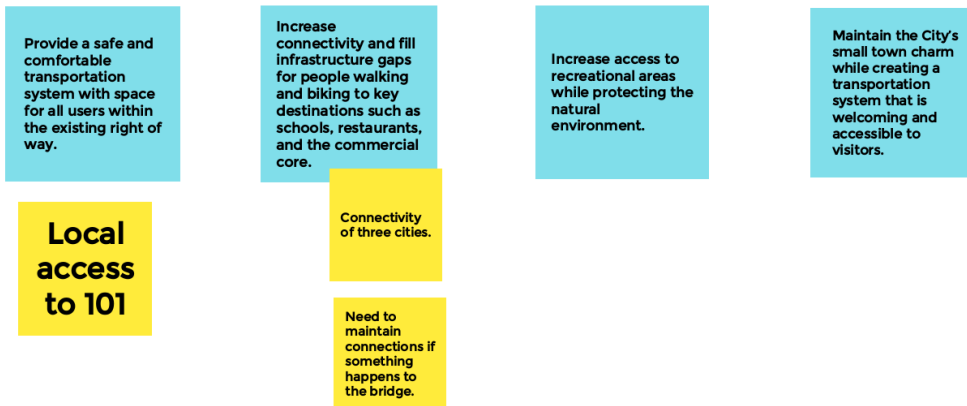 Provide a safe and
comfortable
transportation
system with space
for all users within
the existing right of
way.
Increase
connectivity and fill
infrastructure gaps
for people walking
and biking to key
destinations such as
schools, restaurants,
and the commercial
core.
Increase access to
recreational areas
while protecting the
natural
environment.
Maintain the City's
small town charm
while creating a
transportation
system that is
welcoming and
accessible to
visitors.
Local
access
to 101
Connectivity
of three cities.
Need to
maintain
connections if
something
happens to
the bridge.